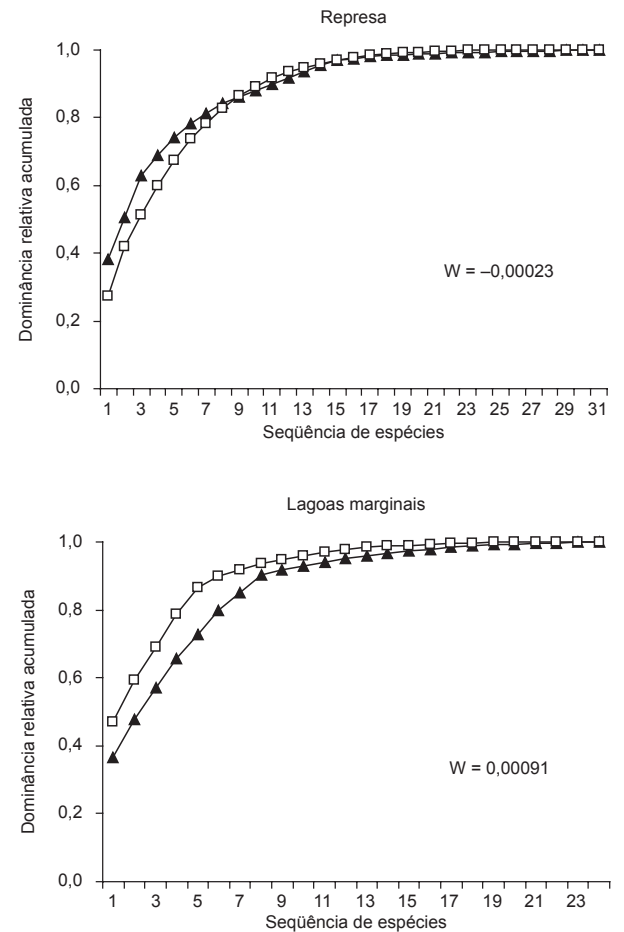 Represa
Dominância relativa acumulada
1,0
0,8
0,6
0,4
0,2
0,0
W = –0,00023
1 3 5 7 9 11 13 15 17 19 21 23 25 27 29 31
Seqüência de espécies
Lagoas marginais
Dominância relativa acumulada
1,0
0,8
0,6
0,4
0,2
0,0
W = 0,00091
1 3 5 7 9 11 13 15 17 19 21 23
Seqüência de espécies